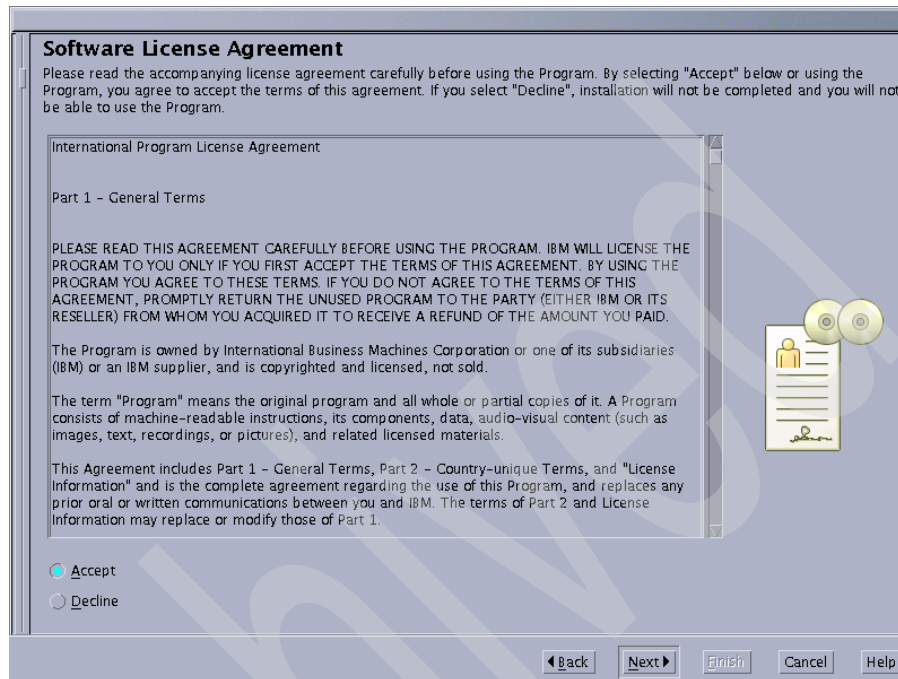 Software License Agreement
Please read the accompanying license agreement carefully before using the Program. By selecting "Accept" below or using the
Program, you agree to accept the terms of this agreement. If you select "Decline", installation will not be completed and you will not
be able to use the Program.
International Program License Agreement
Part 1 – General Terms
PLEASE READ THIS AGREEMENT CAREFULLY BEFORE USING THE PROGRAM. IBM WILL LICENSE THE
PROGRAM TO YOU ONLY IF YOU FIRST ACCEPT THE TERMS OF THIS AGREEMENT. BY USING THE
PROGRAM YOU AGREE TO THESE TERMS. IF YOU DO NOT AGREE TO THE TERMS OF THIS
AGREEMENT, PROMPTLY RETURN THE UNUSED PROGRAM TO THE PARTY (EITHER IBM OR ITS
RESELLER) FROM WHOM YOU ACQUIRED IT TO RECEIVE A REFUND OF THE AMOUNT YOU PAID.
The Program is owned by International Business Machines Corporation or one of its subsidiaries
(IBM) or an IBM supplier, and is copyrighted and licensed, not sold.
The term "Program" means the original program and all whole or partial copies of it. A Program
consists of machine-readable instructions, its components, data, audio-visual content (such as
images, text, recordings, or pictures), and related licensed materials.
This Agreement includes Part 1 – General Terms, Part 2 – Country-unique Terms, and "License
Information" and is the complete agreement regarding the use of this Program, and replaces any
prior oral or written communications between you and IBM. The terms of Part 2 and License
Information may replace or modify those of Part 1.
Accept
Decline
Back Next Finish Cancel Help